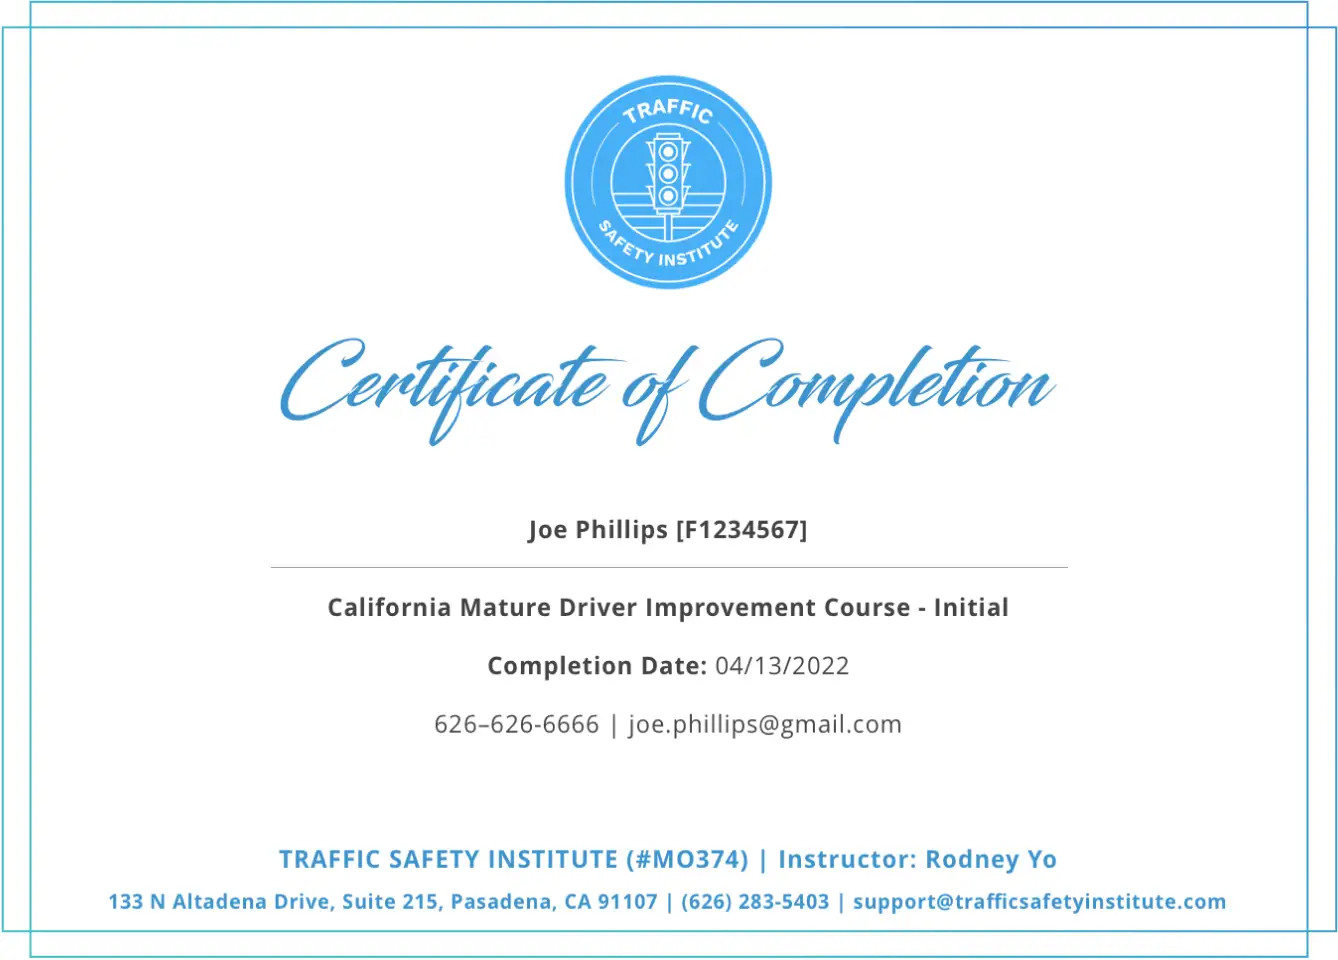 TRAFFIC
SAFETY INSTITUTE
Certificate of Completion
Joe Phillips [F1234567]
California Mature Driver Improvement Course - Initial
Completion Date: 04/13/2022
626–626-6666 | joe.phillips@gmail.com
TRAFFIC SAFETY INSTITUTE (#MO374) | Instructor: Rodney Yo
133 N Altadena Drive, Suite 215, Pasadena, CA 91107 | (626) 283-5403 | support@trafficsafetyinstitute.com